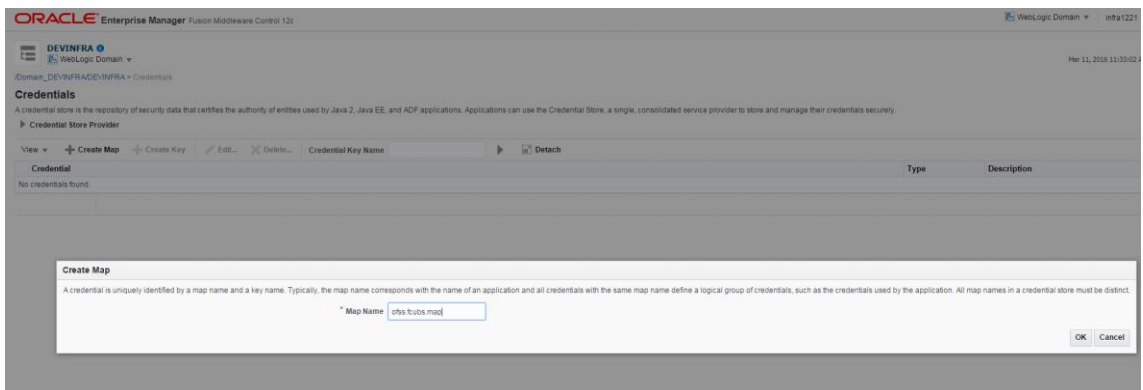 ORACLE Enterprise Manager Fusion Middleware Control 12c
WebLogic Domain infra1221
DEVINFRA
WebLogic Domain
Mar 11, 2016 11:33:02 A
/Domain_DEVINFRA/DEVINFRA > Credentials
Credentials
A credential store is the repository of security data that certifies the authority of entities used by Java 2, Java EE, and ADF applications. Applications can use the Credential Store, a single, consolidated service provider to store and manage their credentials securely.
Credential Store Provider
View Create Map Create Key Edit... Delete... Credential Key Name Detach
Credential Type Description
No credentials found.
Create Map
A credential is uniquely identified by a map name and a key name. Typically, the map name corresponds with the name of an application and all credentials with the same map name define a logical group of credentials, such as the credentials used by the application. All map names in a credential store must be distinct.
* Map Name ofss.fcubs.map
OK Cancel